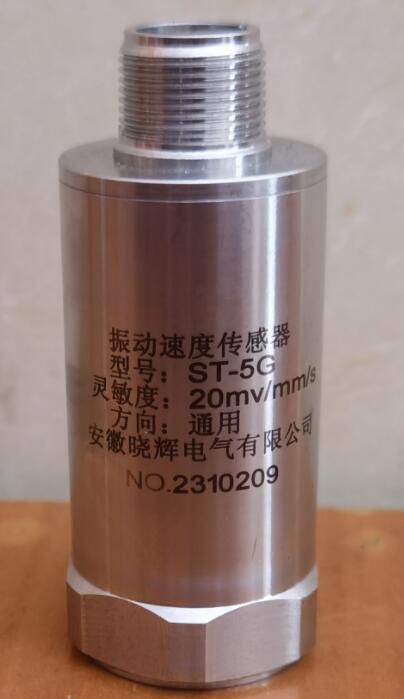 振动速度传感器
型号：ST-5G
灵敏度：20mv/mm/s
方向：通用
安徽晓辉电气有限公司
NO.2310209